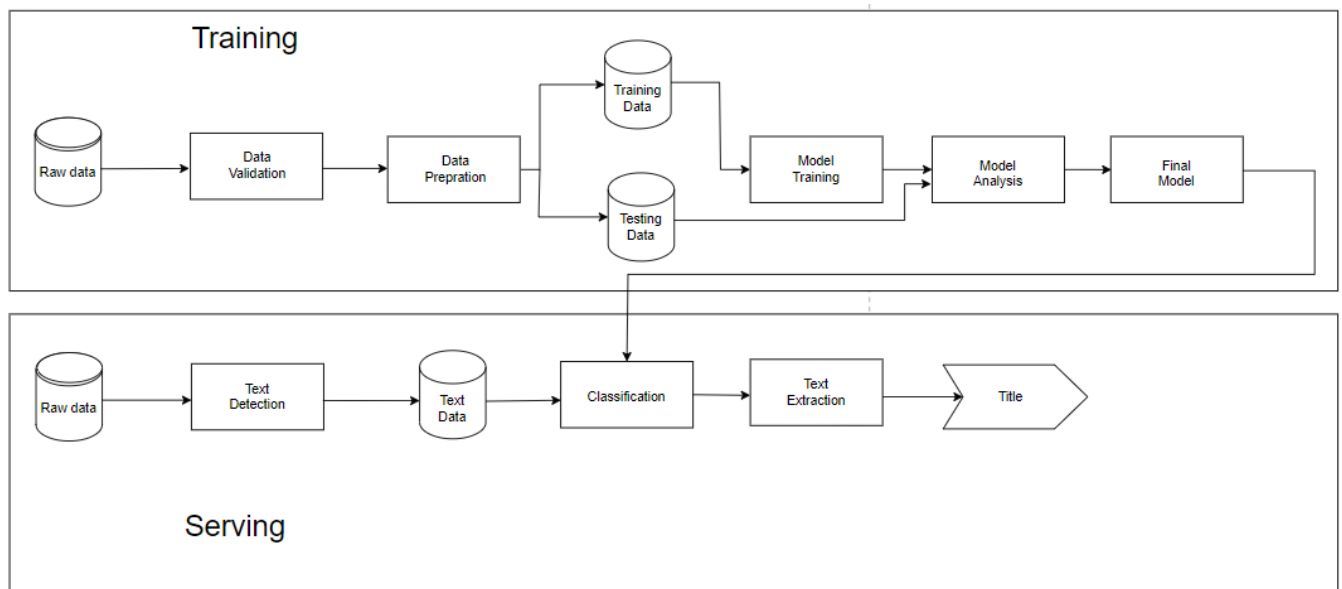 Training
Raw data
Data
Validation
Data
Prepration
Training
Data
Testing
Data
Model
Training
Model
Analysis
Final
Model
Raw data
Text
Detection
Text
Data
Classification
Text
Extraction
Title
Serving